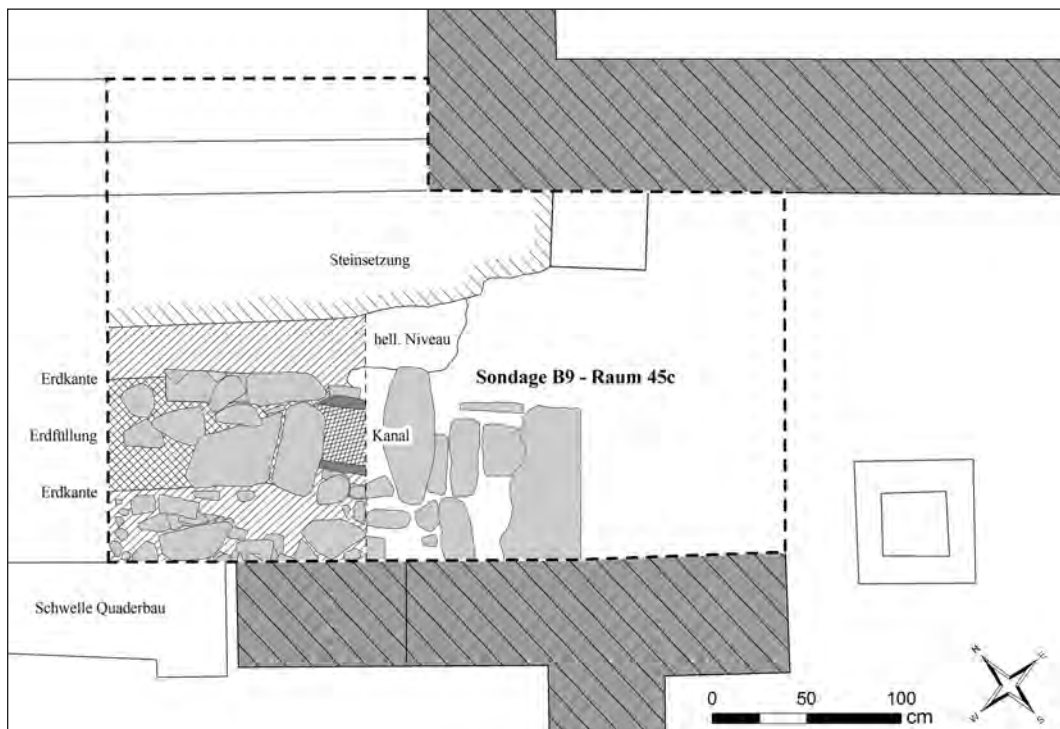 Steinsetzung
hell. Niveau
Erdkante
Sondage B9 - Raum 45c
Erdfüllung
Kanal
Erdkante
Schwelle Quaderbau
N
E
W
S
0 50 100
cm